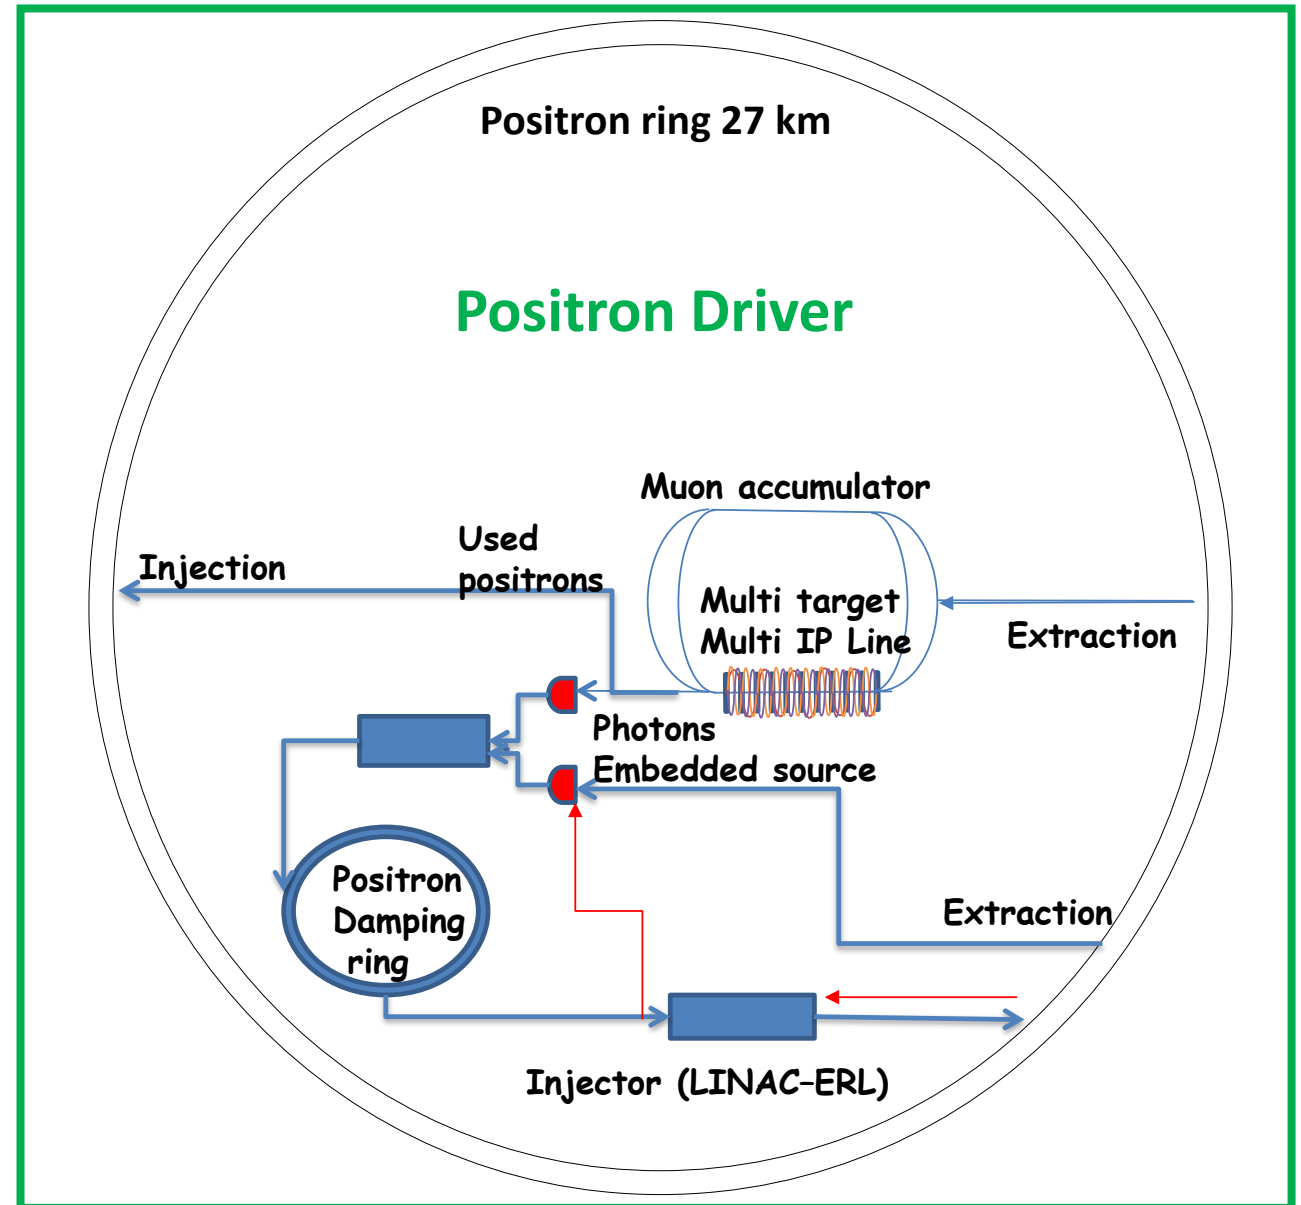 Positron ring 27 km
Positron Driver
Muon accumulator
Used
positrons
Injection
Multi target
Multi IP Line
Extraction
Photons
Embedded source
Positron
Damping
ring
Extraction
Injector (LINAC-ERL)